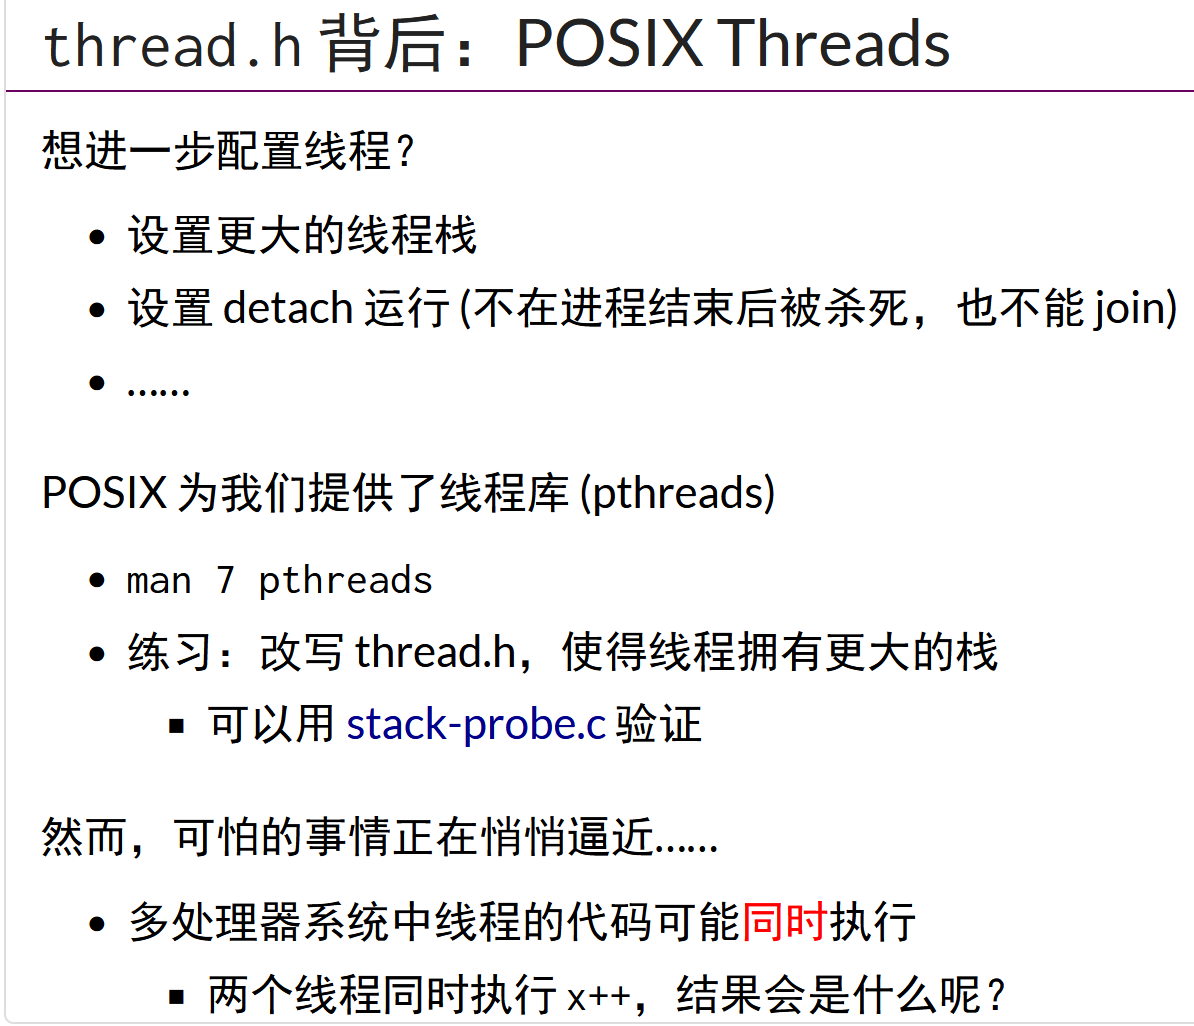 thread.h 背后：POSIX Threads
想进一步配置线程？
• 设置更大的线程栈
• 设置 detach 运行 (不在进程结束后被杀死，也不能 join)
• ……
POSIX 为我们提供了线程库 (pthreads)
• man 7 pthreads
• 练习：改写 thread.h，使得线程拥有更大的栈
▪ 可以用 stack-probe.c 验证
然而，可怕的事情正在悄悄逼近……
• 多处理器系统中线程的代码可能同时执行
▪ 两个线程同时执行 x++，结果会是什么呢？